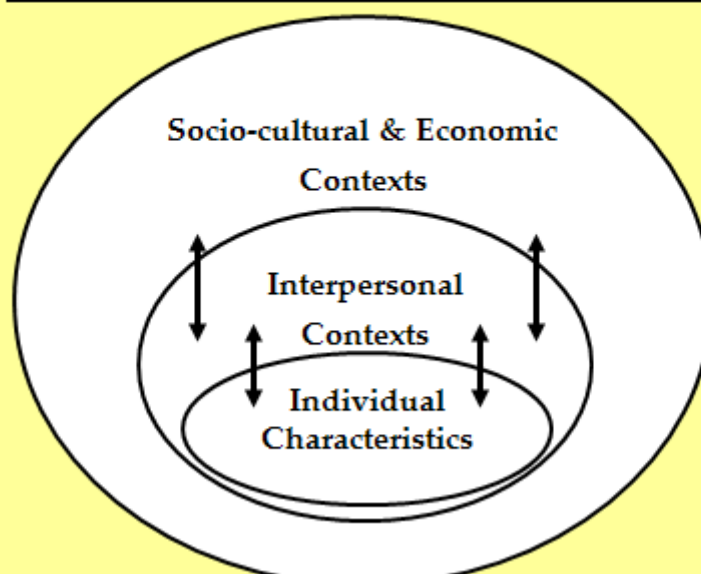 Socio-cultural & Economic
Contexts
Interpersonal
Contexts
Individual
Characteristics